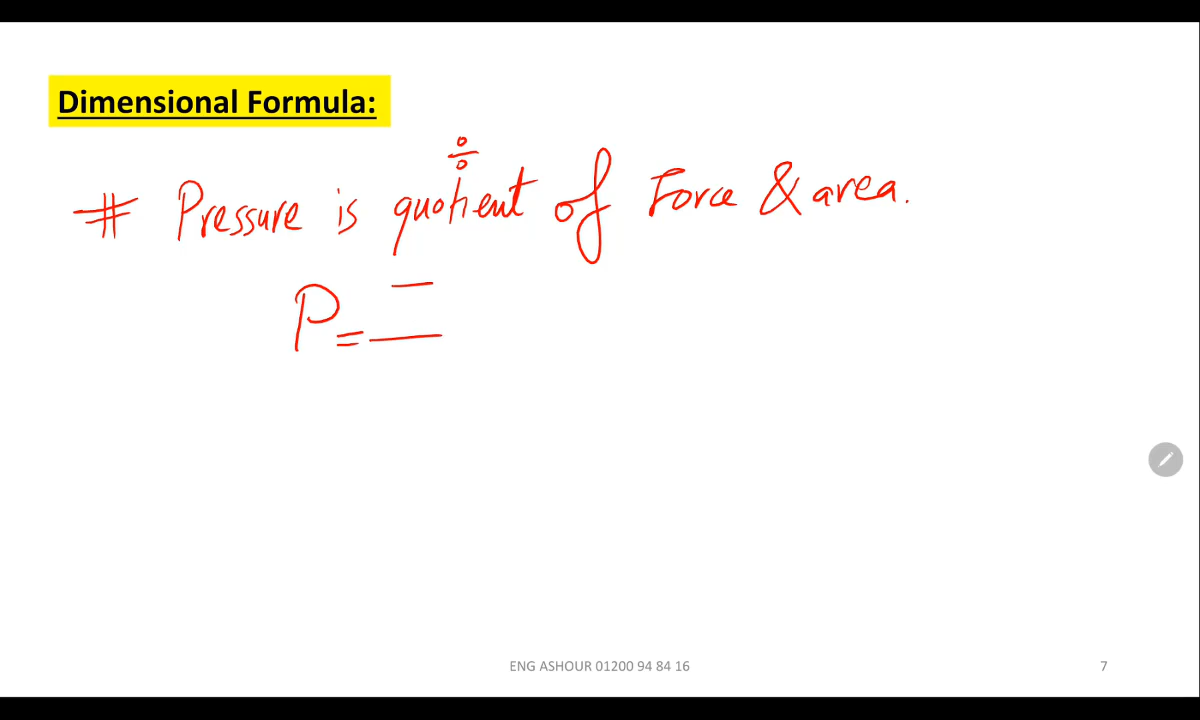 Dimensional Formula:
÷
# Pressure is quotient of Force & area.
P =
ENG ASHOUR 01200 94 84 16
7